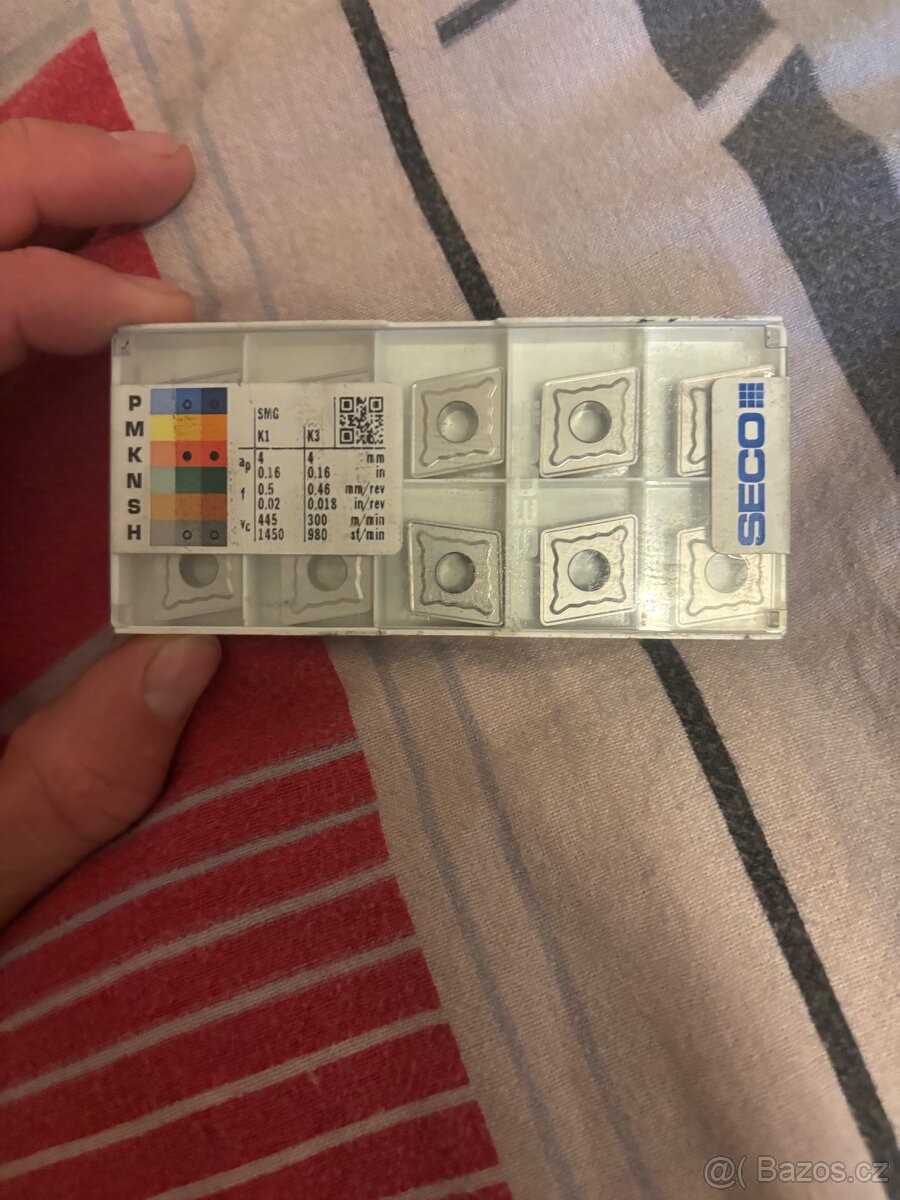 P
M
K
N
S
H
SMG
K1 K3
ap 4 4 mm
0.16 0.16 in
f 0.5 0.46 mm/rev
0.02 0.018 in/rev
vc 445 300 m/min
1450 980 sf/min
SECO
@( Bazos.cz